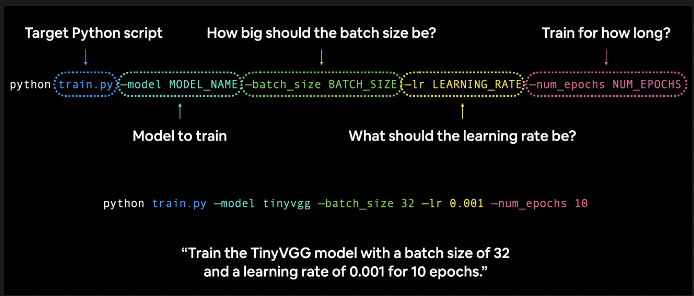 Target Python script How big should the batch size be? Train for how long?
python train.py —model MODEL_NAME —batch_size BATCH_SIZE —lr LEARNING_RATE —num_epochs NUM_EPOCHS
Model to train What should the learning rate be?
python train.py —model tinyvgg —batch_size 32 —lr 0.001 —num_epochs 10
“Train the TinyVGG model with a batch size of 32
and a learning rate of 0.001 for 10 epochs.”